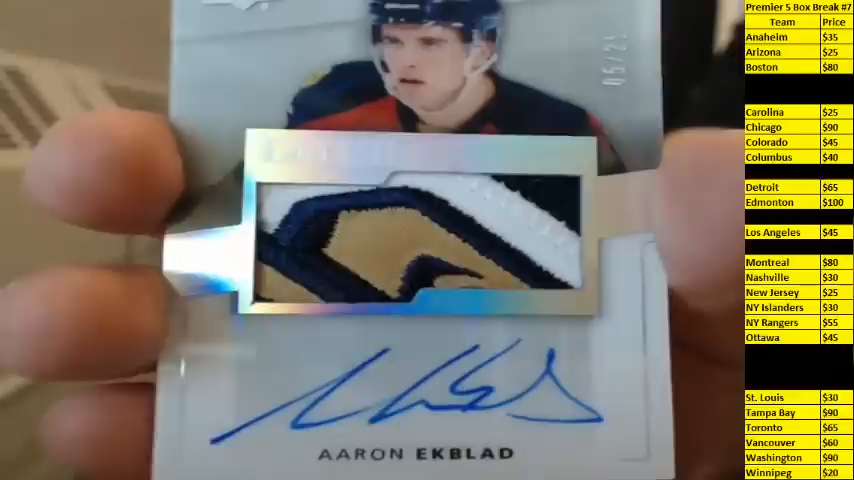 05/25
AARON EKBLAD
Premier 5 Box Break #7
Team Price
Anaheim $35
Arizona $25
Boston $80
Carolina $25
Chicago $90
Colorado $45
Columbus $40
Detroit $65
Edmonton $100
Los Angeles $45
Montreal $80
Nashville $30
New Jersey $25
NY Islanders $30
NY Rangers $55
Ottawa $45
St. Louis $30
Tampa Bay $90
Toronto $65
Vancouver $60
Washington $90
Winnipeg $20